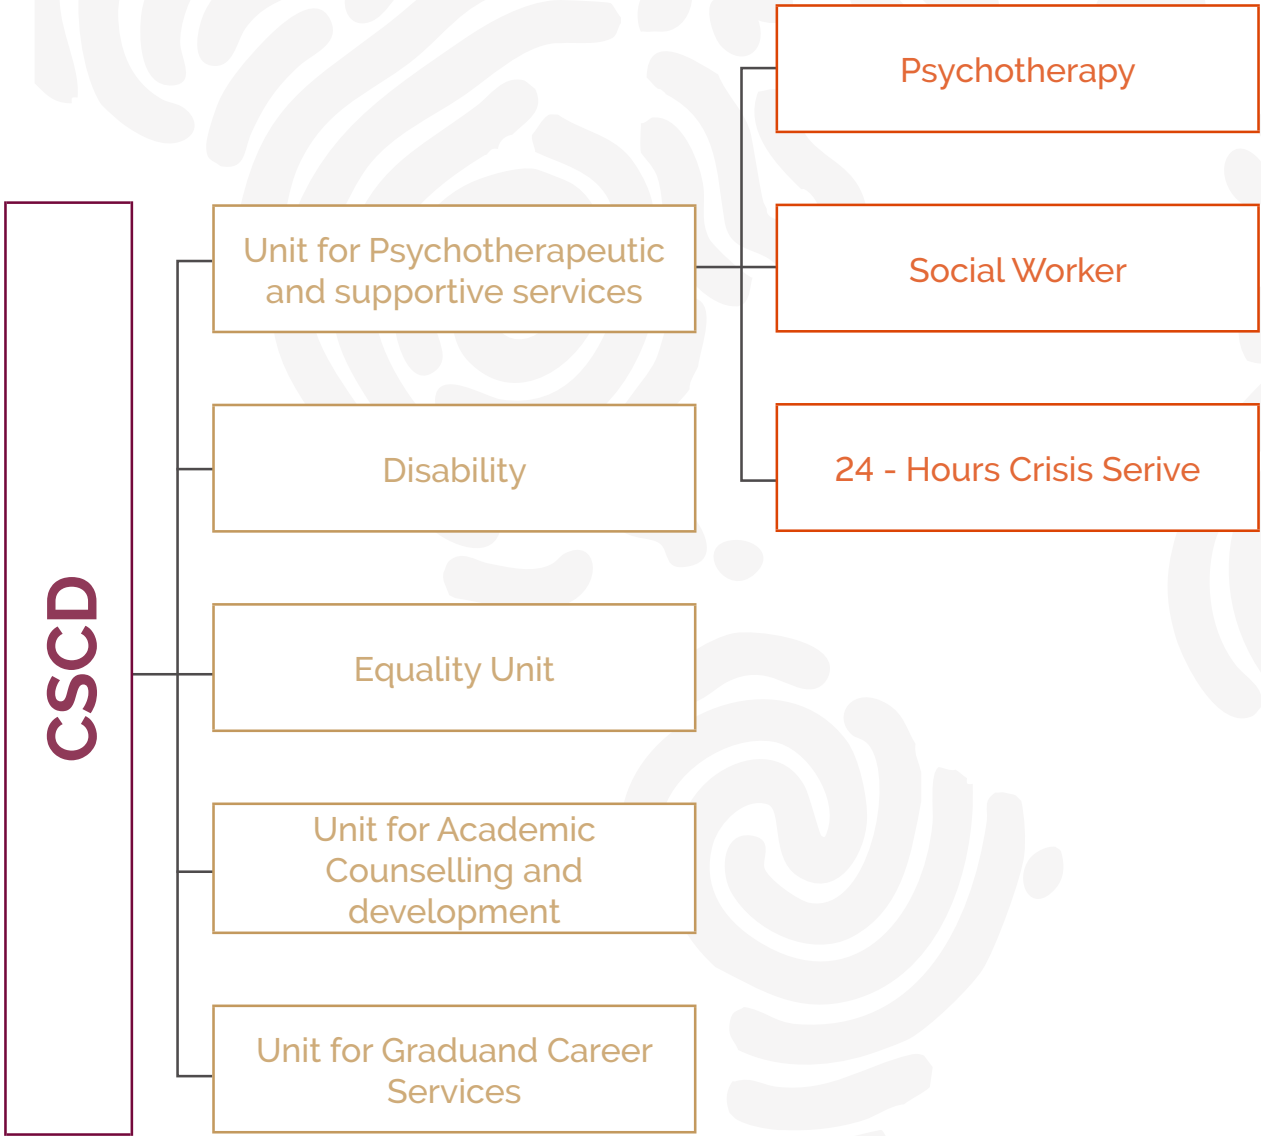 CSCD
Unit for Psychotherapeutic
and supportive services
Disability
Equality Unit
Unit for Academic
Counselling and
development
Unit for Graduand Career
Services
Psychotherapy
Social Worker
24 - Hours Crisis Serive